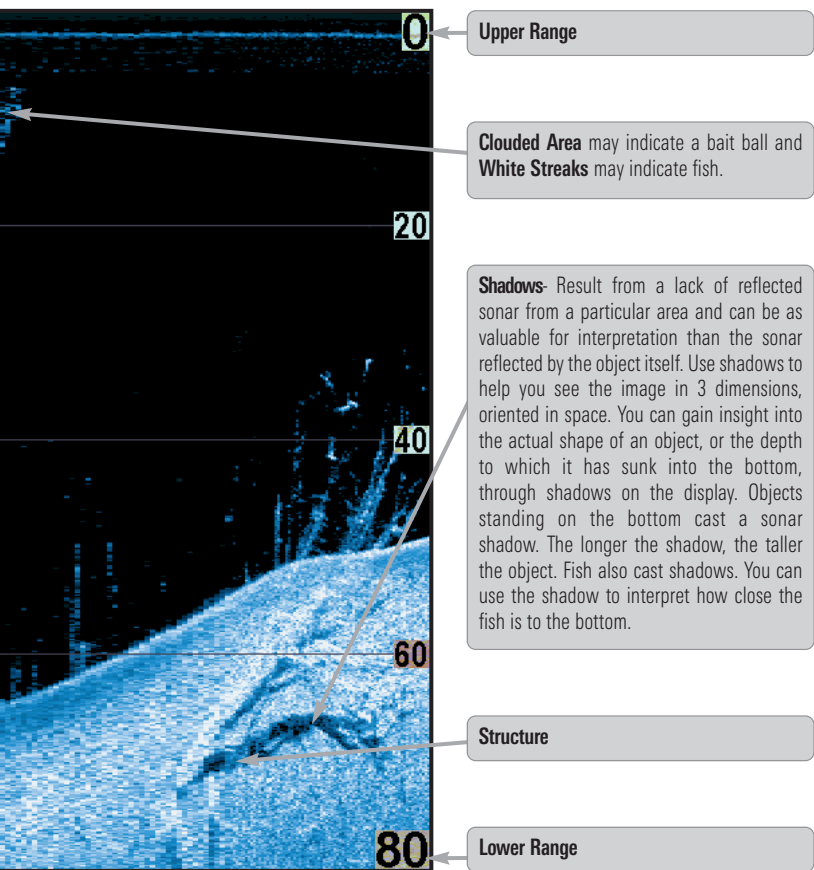 0
Upper Range
Clouded Area may indicate a bait ball and
White Streaks may indicate fish.
20
Shadows- Result from a lack of reflected
sonar from a particular area and can be as
valuable for interpretation than the sonar
reflected by the object itself. Use shadows to
help you see the image in 3 dimensions,
oriented in space. You can gain insight into
the actual shape of an object, or the depth
to which it has sunk into the bottom,
through shadows on the display. Objects
standing on the bottom cast a sonar
shadow. The longer the shadow, the taller
the object. Fish also cast shadows. You can
use the shadow to interpret how close the
fish is to the bottom.
40
60
Structure
80
Lower Range